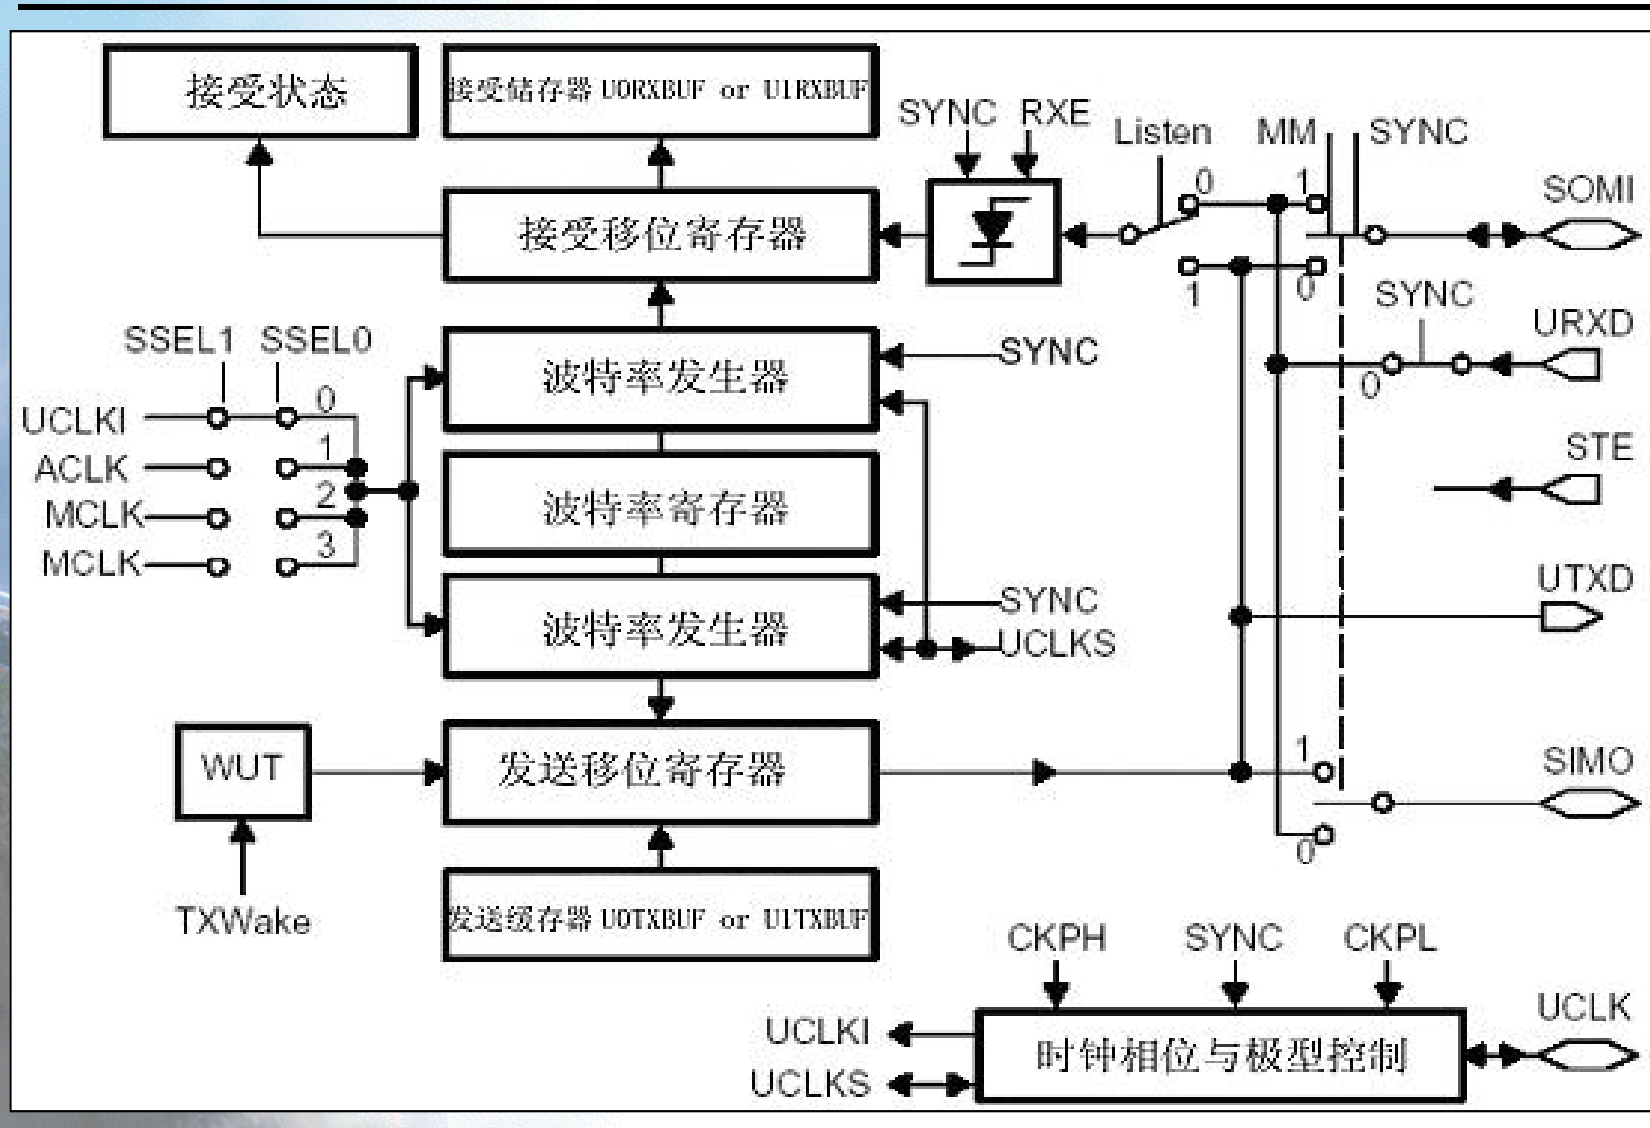 接受状态
接受储存器 U0RXBUF or U1RXBUF
SYNC RXE
Listen
MM
SYNC
0
1
SOMI
接受移位寄存器
1
0
SYNC
URXD
0
SSEL1 SSEL0
SYNC
波特率发生器
UCLKI
0
ACLK
1
MCLK
2
MCLK
3
STE
波特率寄存器
UTXD
SYNC
波特率发生器
UCLKS
WUT
发送移位寄存器
1
SIMO
0
TXWake
发送缓存器 U0TXBUF or U1TXBUF
CKPH
SYNC
CKPL
UCLKI
UCLK
时钟相位与极型控制
UCLKS